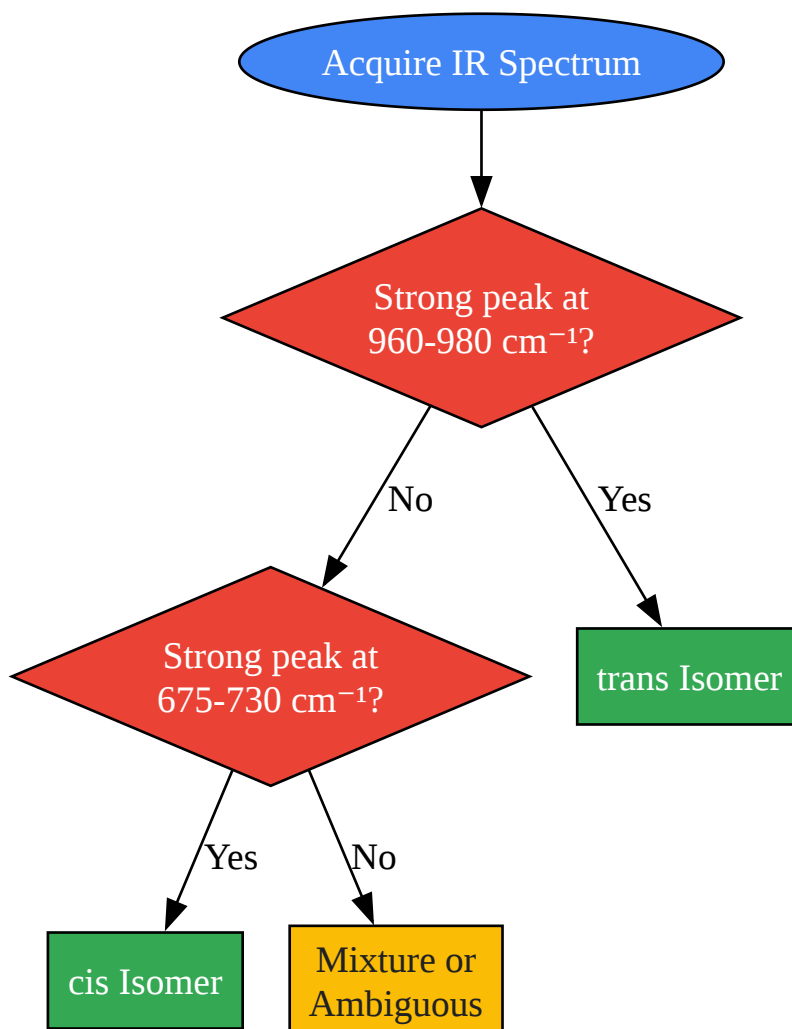 Acquire IR Spectrum
Strong peak at
960-980 cm⁻¹?
No
Yes
Strong peak at
675-730 cm⁻¹?
trans Isomer
Yes
No
cis Isomer
Mixture or
Ambiguous